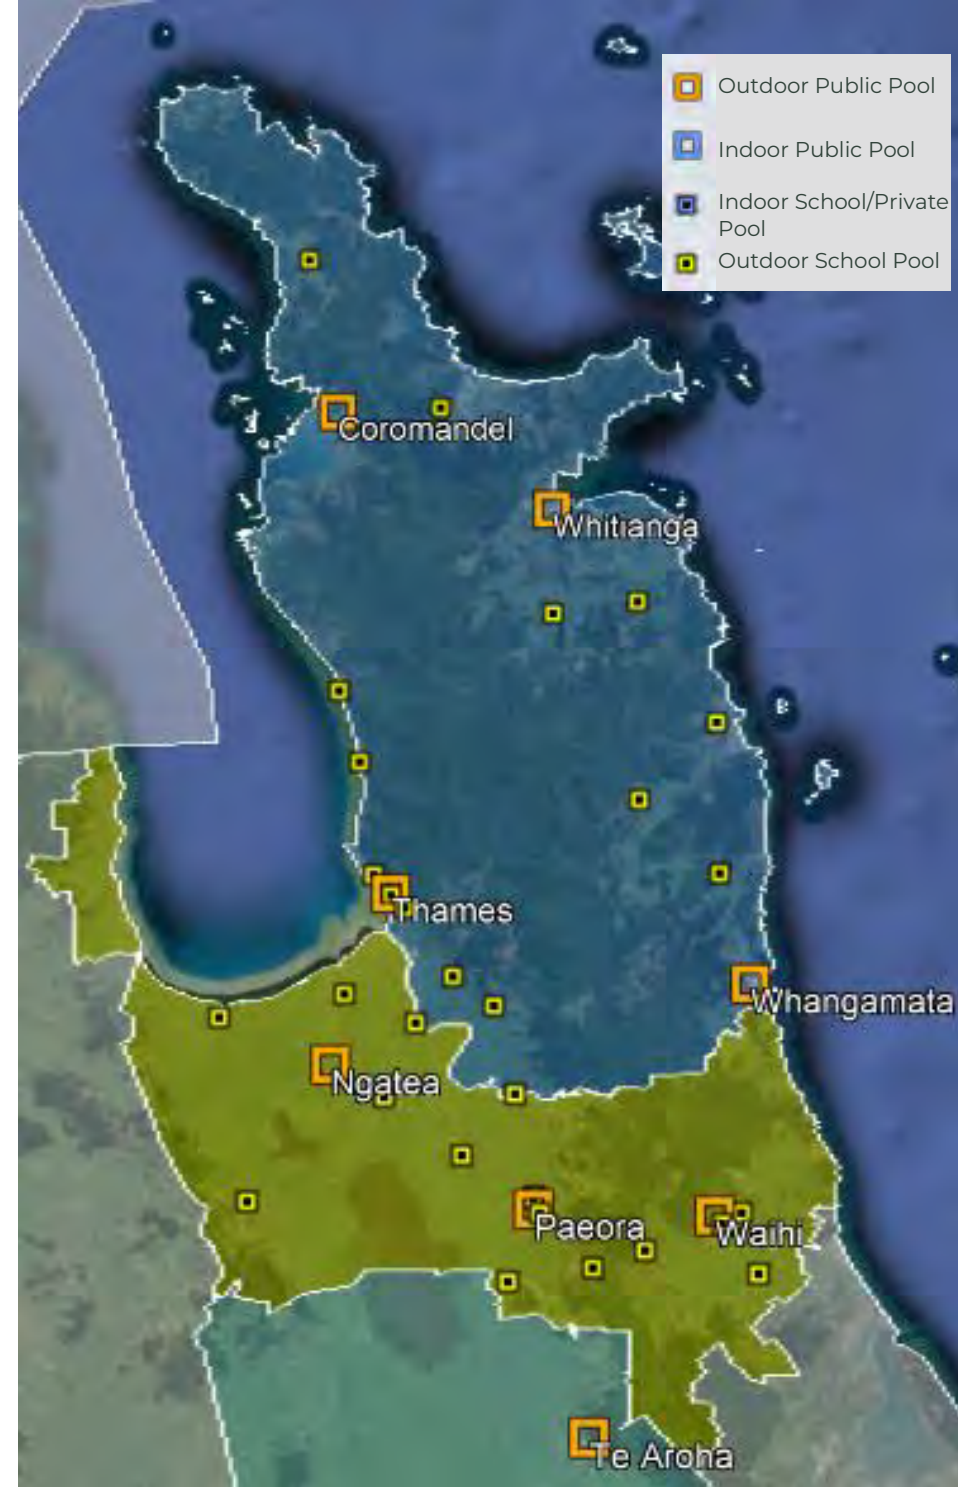 Outdoor Public Pool
Indoor Public Pool
Indoor School/Private
Pool
Outdoor School Pool
Coromandel
Whitianga
Thames
Whangamata
Ngatea
Paeora
Waihi
Te Aroha